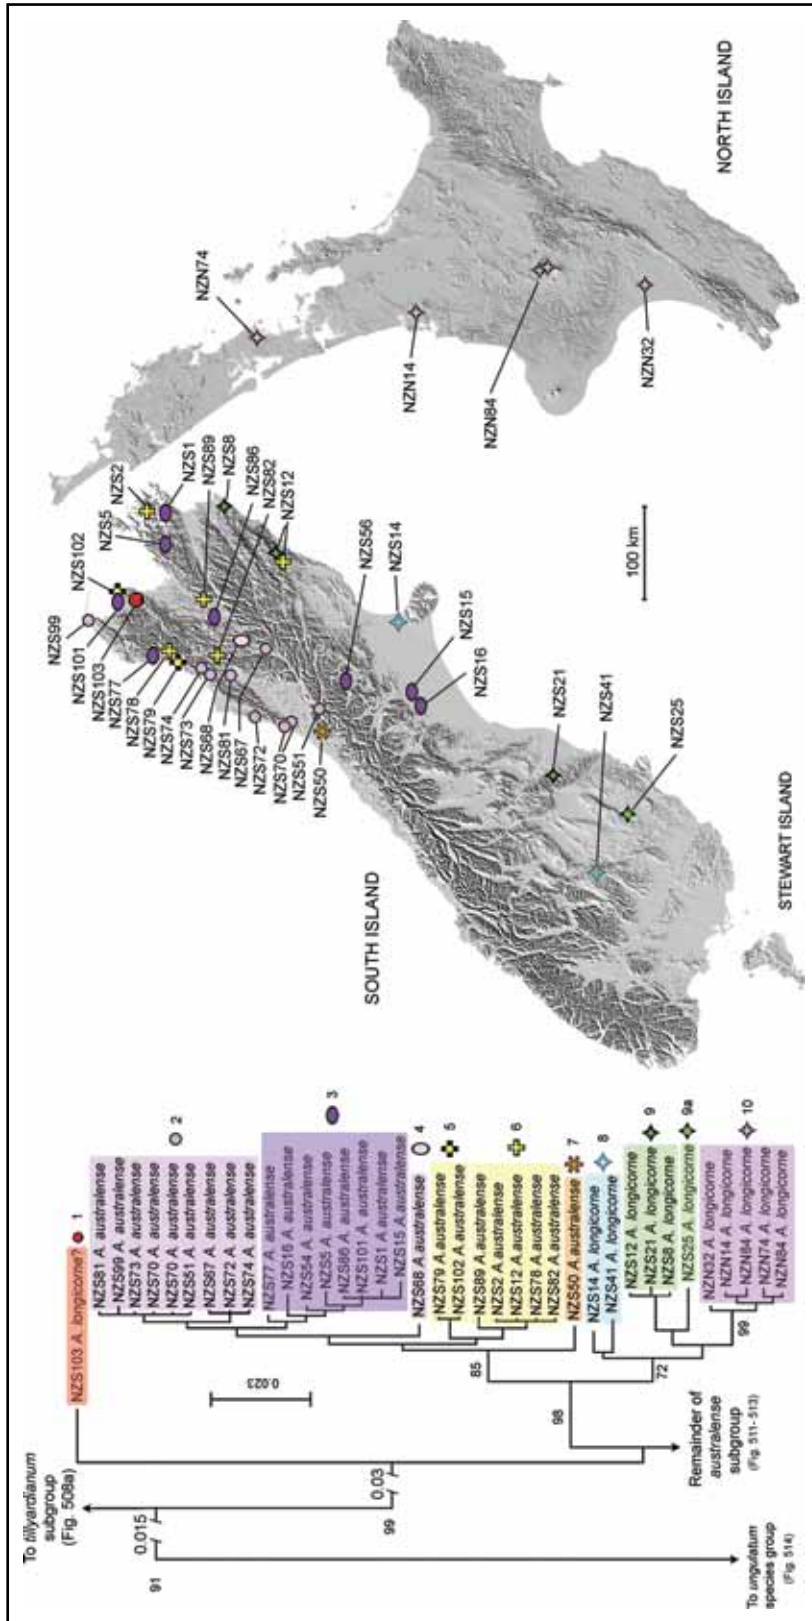 To tillyardianum
subgroup
(Fig. 508a)
0.015
91
0.03
99
To ungulatum
species group
(Fig. 514)
Remainder of
australense
subgroup
(Fig. 511-513)
0.023
98
85
72
99
NZS103 A. longicorne?
1
NZS81 A. australense
NZS99 A. australense
NZS73 A. australense
NZS70 A. australense
NZS70 A. australense
NZS51 A. australense
NZS67 A. australense
NZS72 A. australense
NZS74 A. australense
2
NZS77 A. australense
NZS16 A. australense
NZS54 A. australense
NZS5 A. australense
NZS86 A. australense
NZS101 A. australense
NZS1 A. australense
NZS15 A. australense
3
NZS68 A. australense
4
NZS79 A. australense
NZS102 A. australense
5
NZS89 A. australense
NZS2 A. australense
NZS12 A. australense
NZS78 A. australense
NZS82 A. australense
6
NZS50 A. australense
7
NZS14 A. longicorne
NZS41 A. longicorne
8
NZS12 A. longicorne
NZS21 A. longicorne
NZS8 A. longicorne
9
NZS25 A. longicorne
9a
NZN32 A. longicorne
NZN14 A. longicorne
NZN84 A. longicorne
NZN74 A. longicorne
NZN84 A. longicorne
10
NZS99
NZS102
NZS101
NZS103
NZS77
NZS78
NZS79
NZS74
NZS73
NZS68
NZS81
NZS67
NZS72
NZS70
NZS51
NZS50
NZS5
NZS2
NZS1
NZS89
NZS8
NZS86
NZS82
NZS12
NZS56
NZS14
NZS15
NZS16
NZS21
NZS41
NZS25
SOUTH ISLAND
STEWART ISLAND
100 km
NZN74
NZN14
NZN84
NZN32
NORTH ISLAND